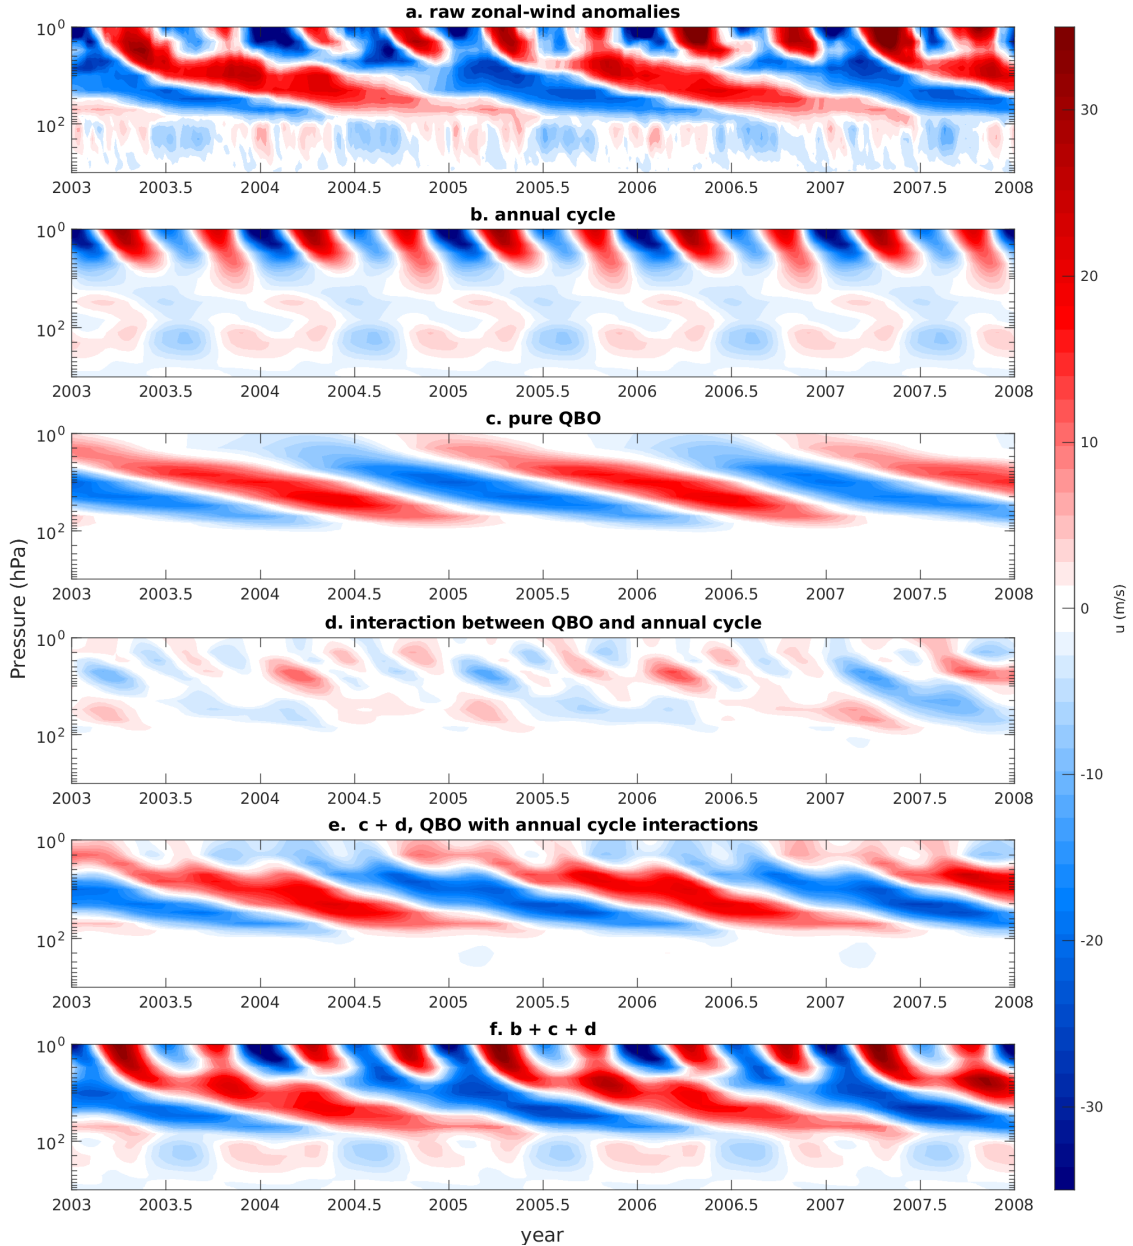 a. raw zonal-wind anomalies
10^0
10^2
2003 2003.5 2004 2004.5 2005 2005.5 2006 2006.5 2007 2007.5 2008
b. annual cycle
10^0
10^2
2003 2003.5 2004 2004.5 2005 2005.5 2006 2006.5 2007 2007.5 2008
c. pure QBO
10^0
10^2
2003 2003.5 2004 2004.5 2005 2005.5 2006 2006.5 2007 2007.5 2008
d. interaction between QBO and annual cycle
10^0
10^2
2003 2003.5 2004 2004.5 2005 2005.5 2006 2006.5 2007 2007.5 2008
e. c + d, QBO with annual cycle interactions
10^0
10^2
2003 2003.5 2004 2004.5 2005 2005.5 2006 2006.5 2007 2007.5 2008
f. b + c + d
10^0
10^2
2003 2003.5 2004 2004.5 2005 2005.5 2006 2006.5 2007 2007.5 2008
year
Pressure (hPa)
30
20
10
0
-10
-20
-30
u (m/s)